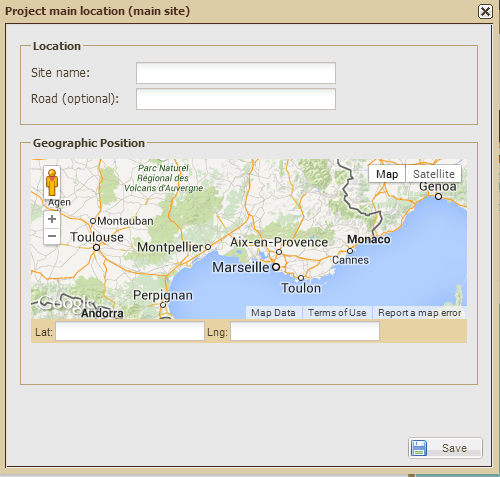 Project main location (main site)
Location
Site name:
Road (optional):
Geographic Position
Parc Naturel
Régional des
Volcans d'Auvergne
Map Satellite
Genoa
Agen
Montauban
Toulouse
Montpellier
Aix-en-Provence
Monaco
Cannes
Marseille
Toulon
Perpignan
Andorra
Google
Map Data Terms of Use Report a map error
Lat: Lng:
Save